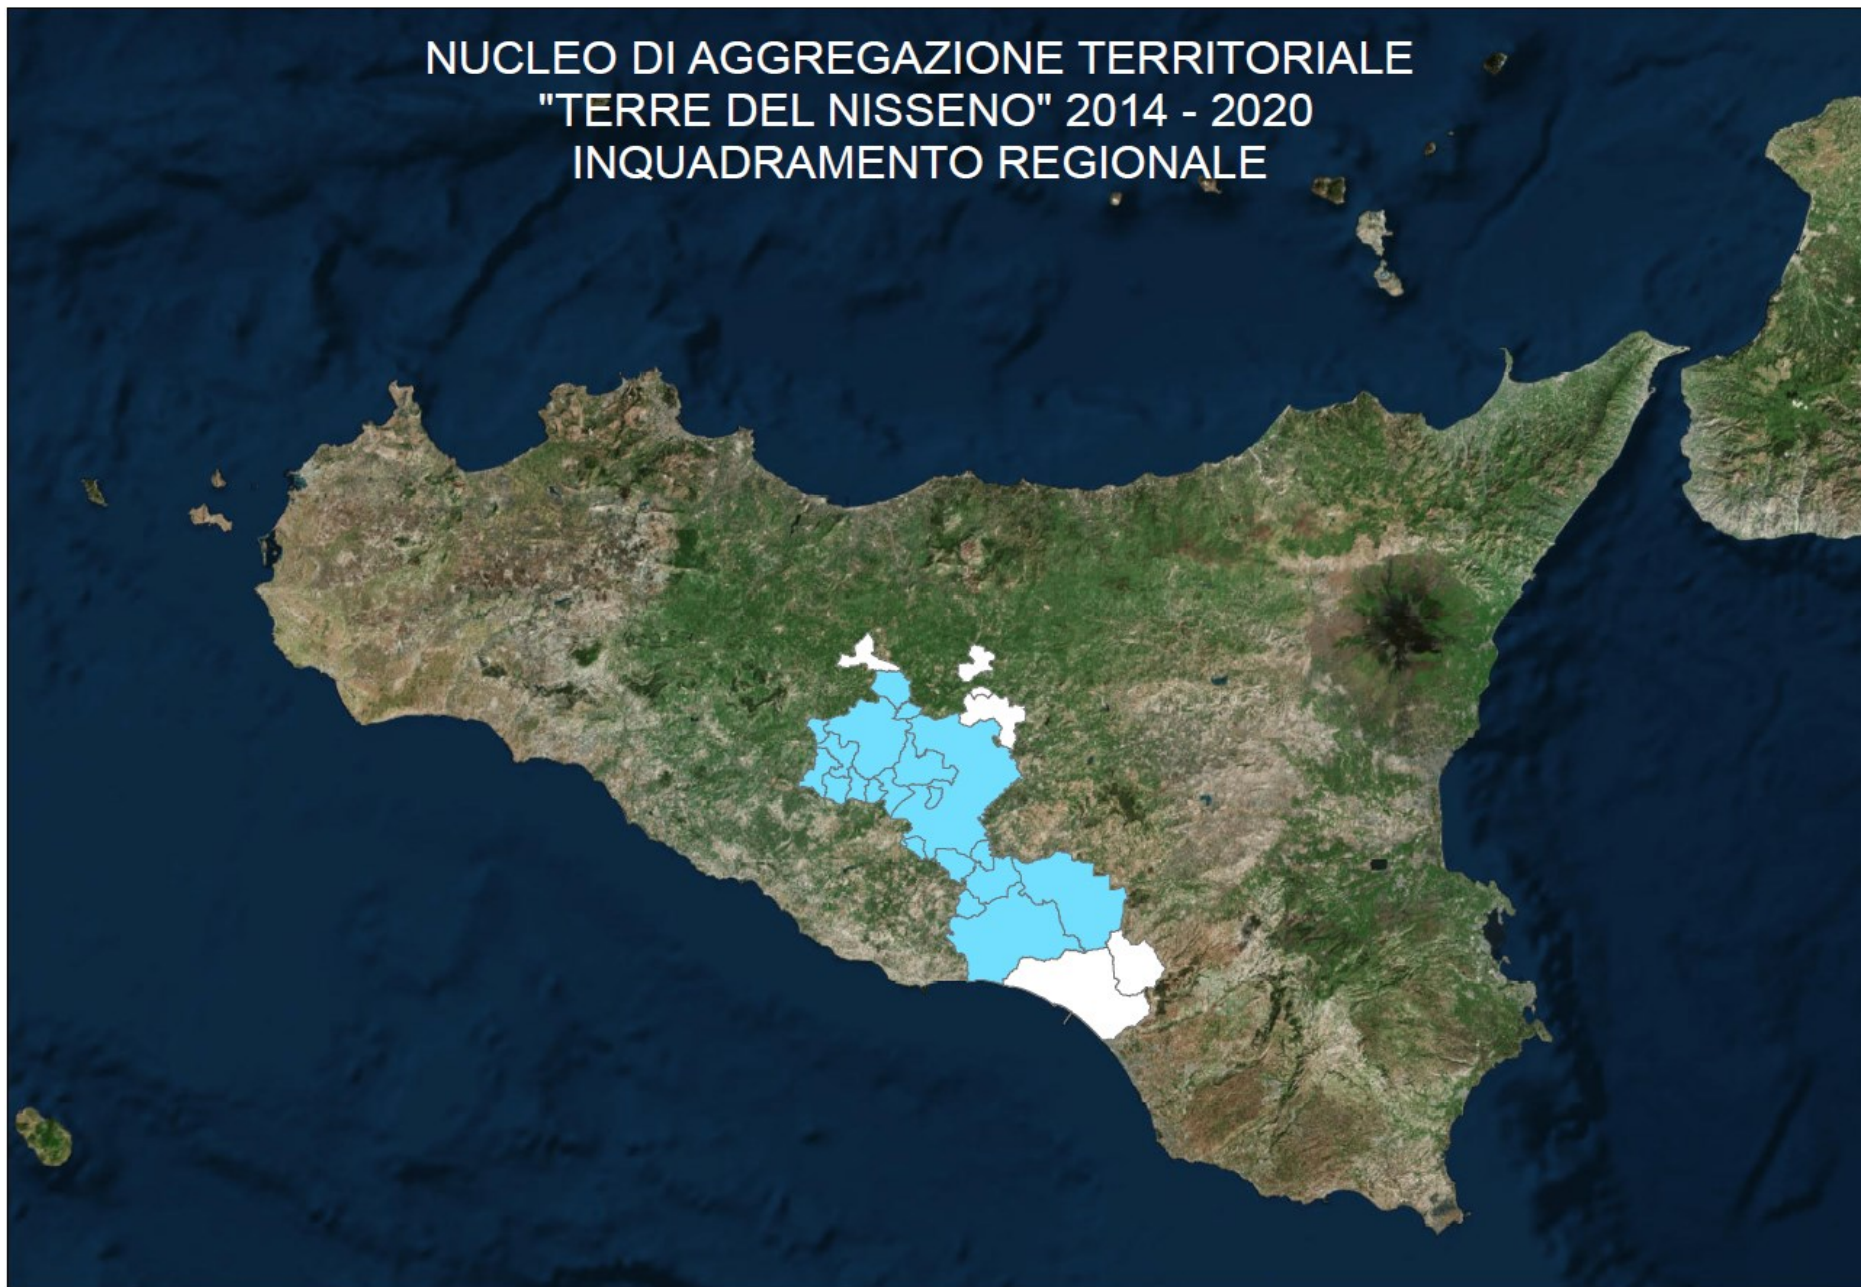 NUCLEO DI AGGREGAZIONE TERRITORIALE
"TERRE DEL NISSENO" 2014 - 2020
INQUADRAMENTO REGIONALE